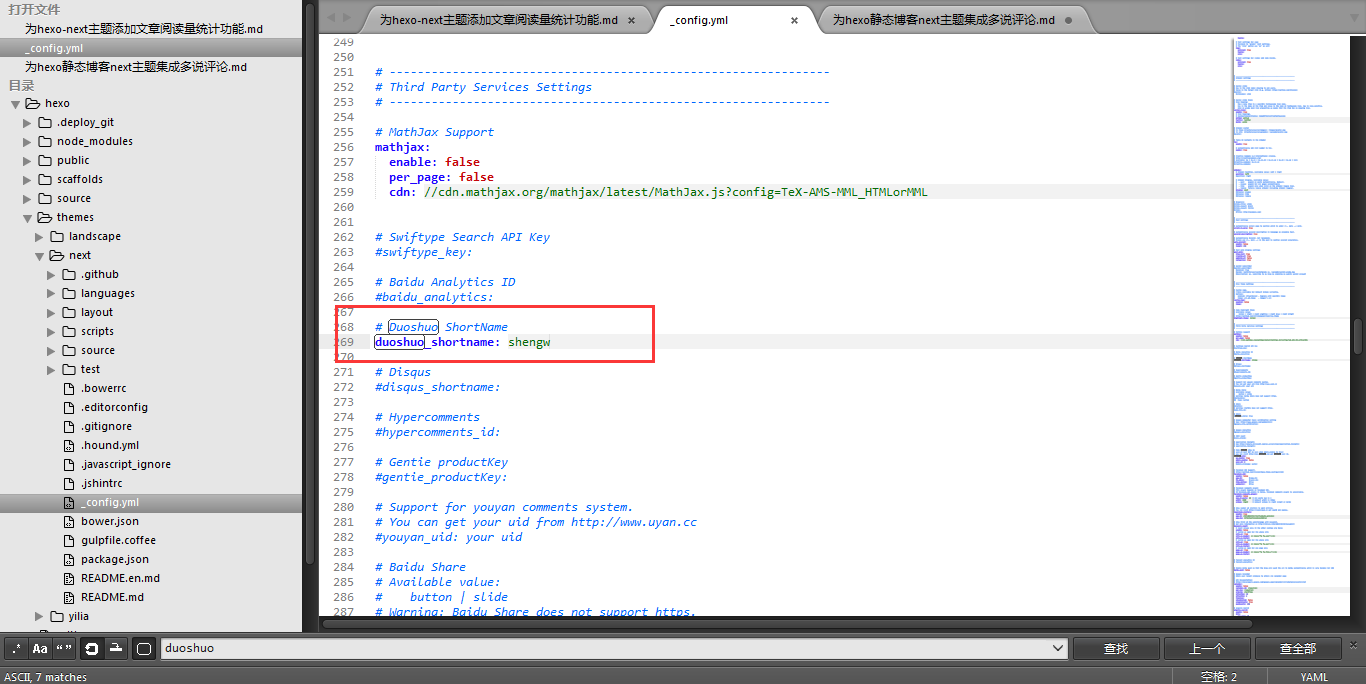 打开文件
为hexo-next主题添加文章阅读量统计功能.md
_config.yml
为hexo静态博客next主题集成多说评论.md
目录
hexo
.deploy_git
node_modules
public
scaffolds
source
themes
landscape
next
.github
languages
layout
scripts
source
test
.bowerrc
.editorconfig
.gitignore
.hound.yml
.javascript_ignore
.jshintrc
_config.yml
bower.json
gulpfile.coffee
package.json
README.en.md
README.md
yilia
为hexo-next主题添加文章阅读量统计功能.md ×
_config.yml ×
为hexo静态博客next主题集成多说评论.md
249
250
251 # ---------------------------------------------------------------
252 # Third Party Services Settings
253 # ---------------------------------------------------------------
254
255 # MathJax Support
256 mathjax:
257   enable: false
258   per_page: false
259   cdn: //cdn.mathjax.org/mathjax/latest/MathJax.js?config=TeX-AMS-MML_HTMLorMML
260
261
262 # Swiftype Search API Key
263 #swiftype_key:
264
265 # Baidu Analytics ID
266 #baidu_analytics:
267
268 # Duoshuo ShortName
269 duoshuo_shortname: shengw
270
271 # Disqus
272 #disqus_shortname:
273
274 # Hypercomments
275 #hypercomments_id:
276
277 # Gentie productKey
278 #gentie_productKey:
279
280 # Support for youyan comments system.
281 # You can get your uid from http://www.uyan.cc
282 #youyan_uid: your uid
283
284 # Baidu Share
285 # Available value:
286 #    button | slide
287 # Warning: Baidu Share does not support https.
.* Aa “” duoshuo 查找 上一个 查全部 ×
ASCII, 7 matches 空格: 2 YAML